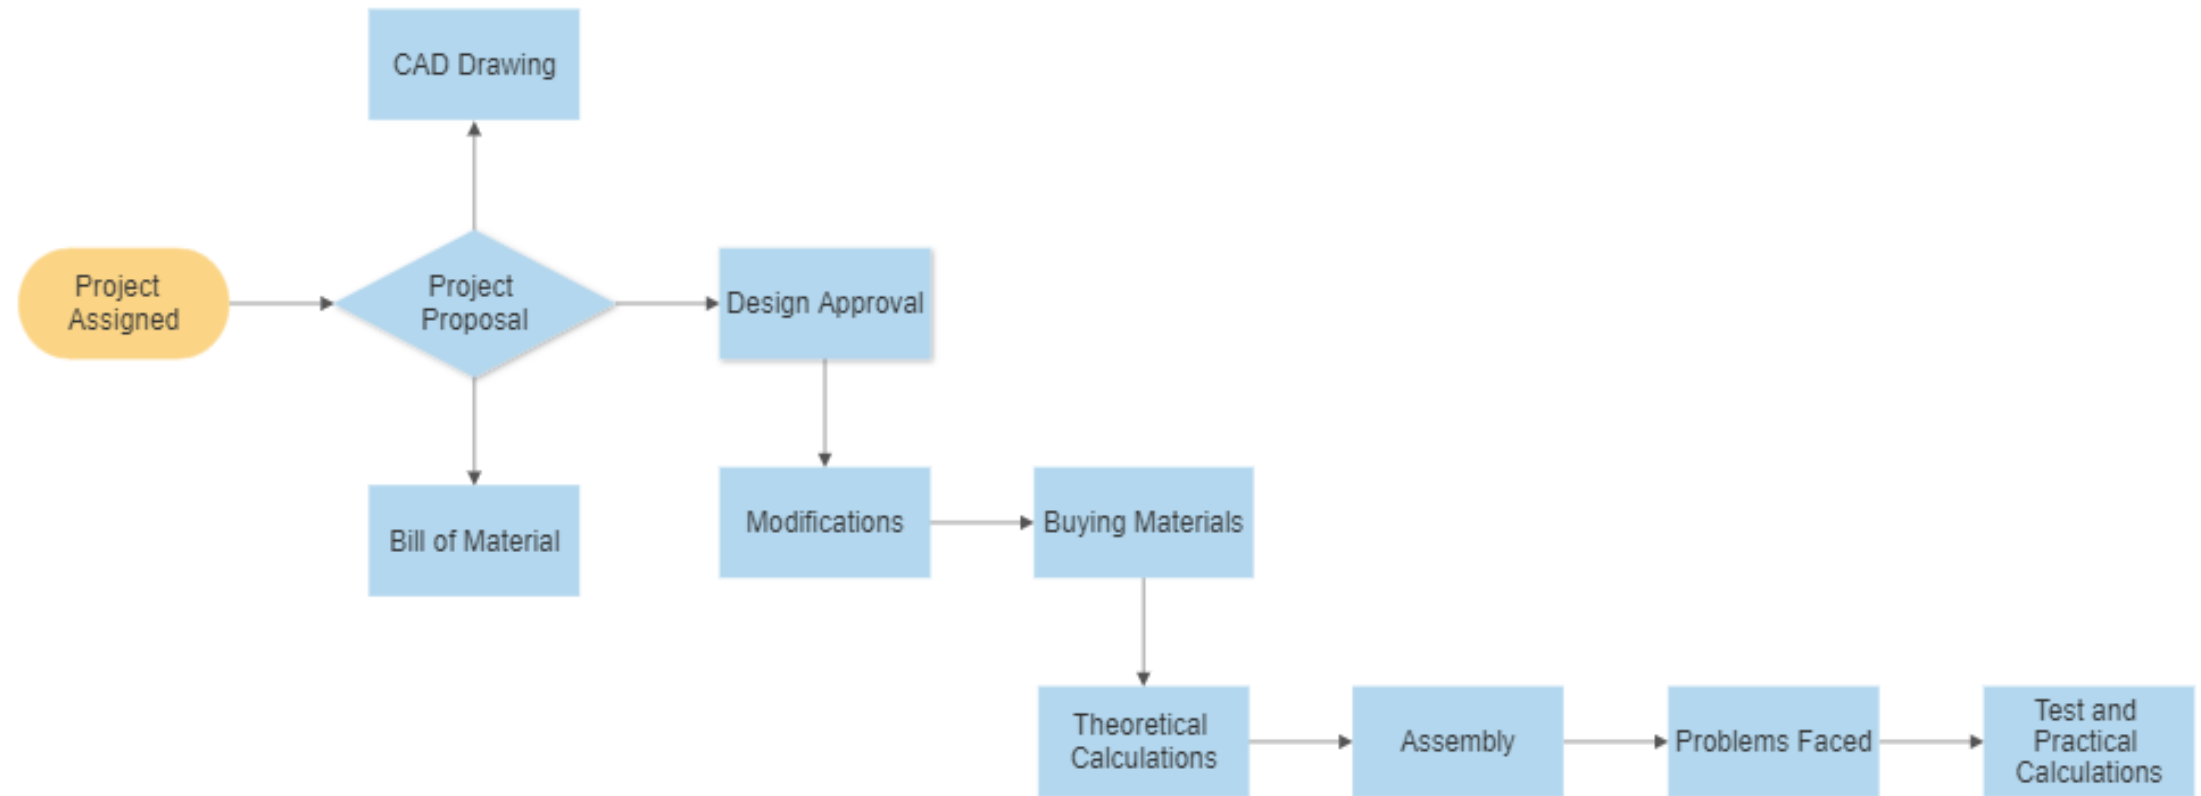 CAD Drawing
Project
Assigned
Project
Proposal
Design Approval
Bill of Material
Modifications
Buying Materials
Theoretical
Calculations
Assembly
Problems Faced
Test and
Practical
Calculations